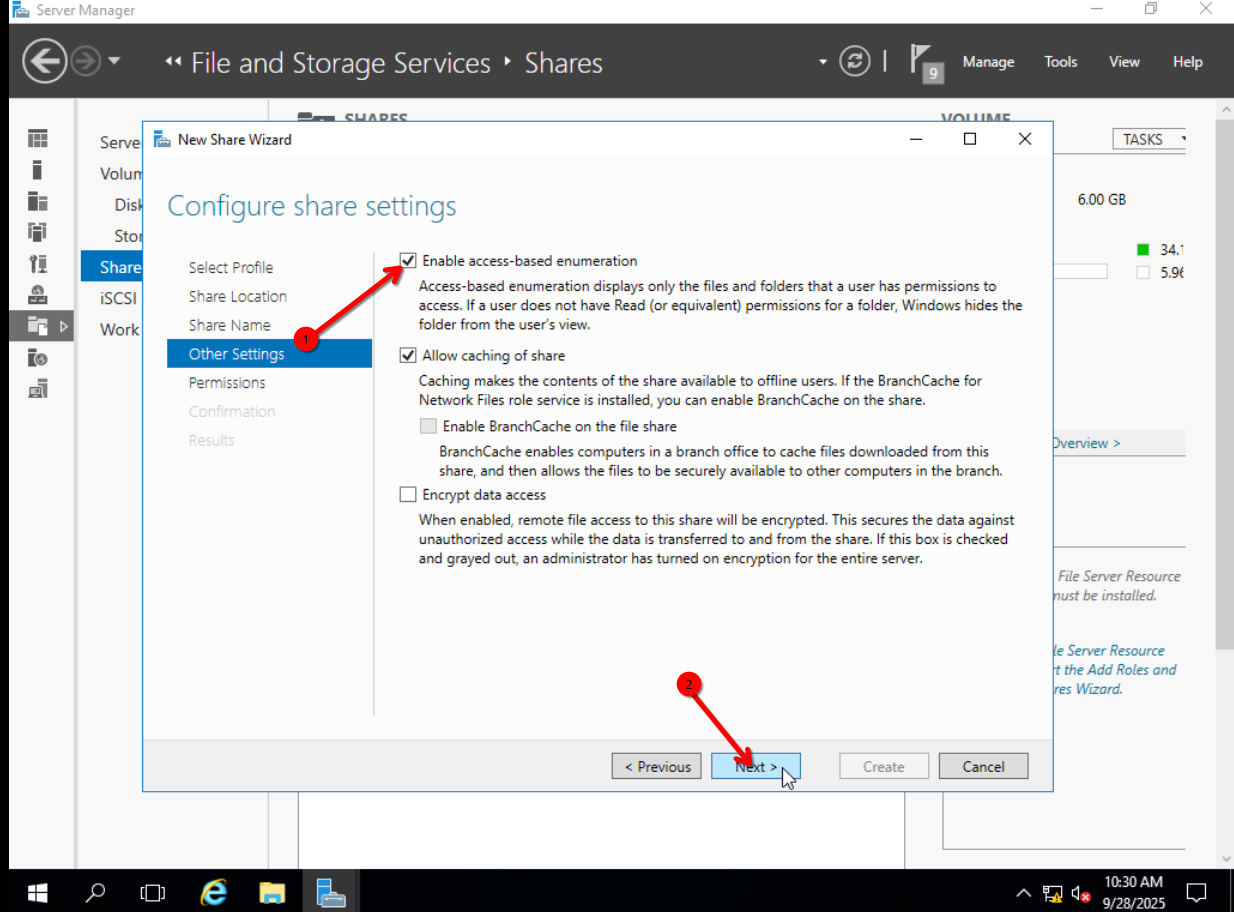 Server Manager
File and Storage Services
Shares
9
Manage
Tools
View
Help
SHARES
VOLUME
TASKS
6.00 GB
34.1
5.96
Overview >
File Server Resource
must be installed.
le Server Resource
rt the Add Roles and
res Wizard.
Serve
Volum
Disk
Stor
Share
iSCSI
Work
New Share Wizard
Configure share settings
Select Profile
Share Location
Share Name
Other Settings
Permissions
Confirmation
Results
1
Enable access-based enumeration
Access-based enumeration displays only the files and folders that a user has permissions to
access. If a user does not have Read (or equivalent) permissions for a folder, Windows hides the
folder from the user's view.
Allow caching of share
Caching makes the contents of the share available to offline users. If the BranchCache for
Network Files role service is installed, you can enable BranchCache on the share.
Enable BranchCache on the file share
BranchCache enables computers in a branch office to cache files downloaded from this
share, and then allows the files to be securely available to other computers in the branch.
Encrypt data access
When enabled, remote file access to this share will be encrypted. This secures the data against
unauthorized access while the data is transferred to and from the share. If this box is checked
and grayed out, an administrator has turned on encryption for the entire server.
2
< Previous
Next >
Create
Cancel
10:30 AM
9/28/2025